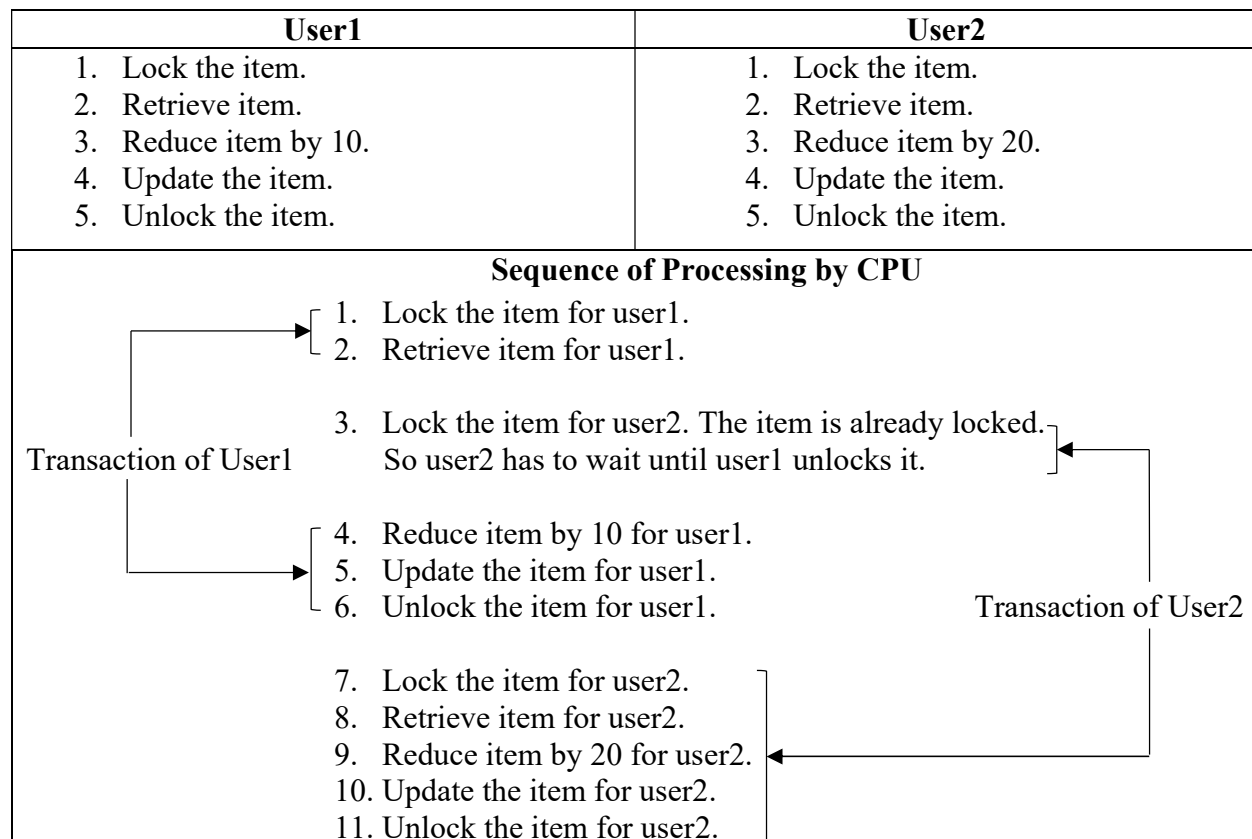 User1
User2
1. Lock the item.
2. Retrieve item.
3. Reduce item by 10.
4. Update the item.
5. Unlock the item.
1. Lock the item.
2. Retrieve item.
3. Reduce item by 20.
4. Update the item.
5. Unlock the item.
Sequence of Processing by CPU
1. Lock the item for user1.
2. Retrieve item for user1.
3. Lock the item for user2. The item is already locked.
So user2 has to wait until user1 unlocks it.
Transaction of User1
4. Reduce item by 10 for user1.
5. Update the item for user1.
6. Unlock the item for user1.
Transaction of User2
7. Lock the item for user2.
8. Retrieve item for user2.
9. Reduce item by 20 for user2.
10. Update the item for user2.
11. Unlock the item for user2.